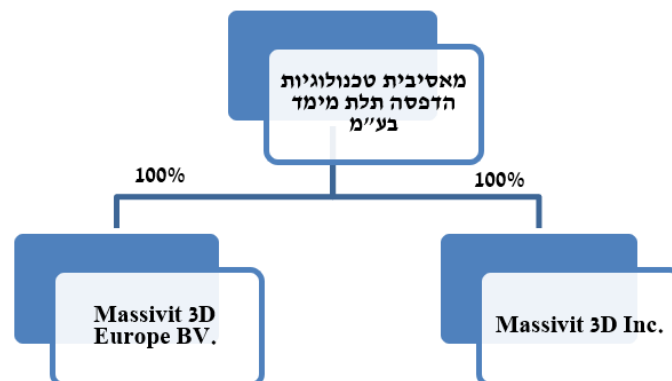 מאסיבית טכנולוגיות
הדפסה תלת מימד
בע"מ
100%
100%
Massivit 3D
Europe BV.
Massivit 3D Inc.